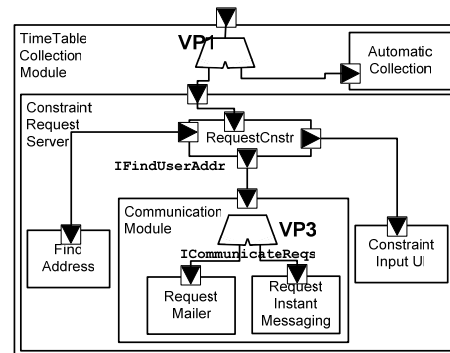 TimeTable
Collection
Module
VP1
Automatic
Collection
Constraint
Request
Server
RequestCnstr
IFindUserAddr
Communication
Module
VP3
ICommunicateReqs
Find
Address
Request
Mailer
Request
Instant
Messaging
Constraint
Input UI